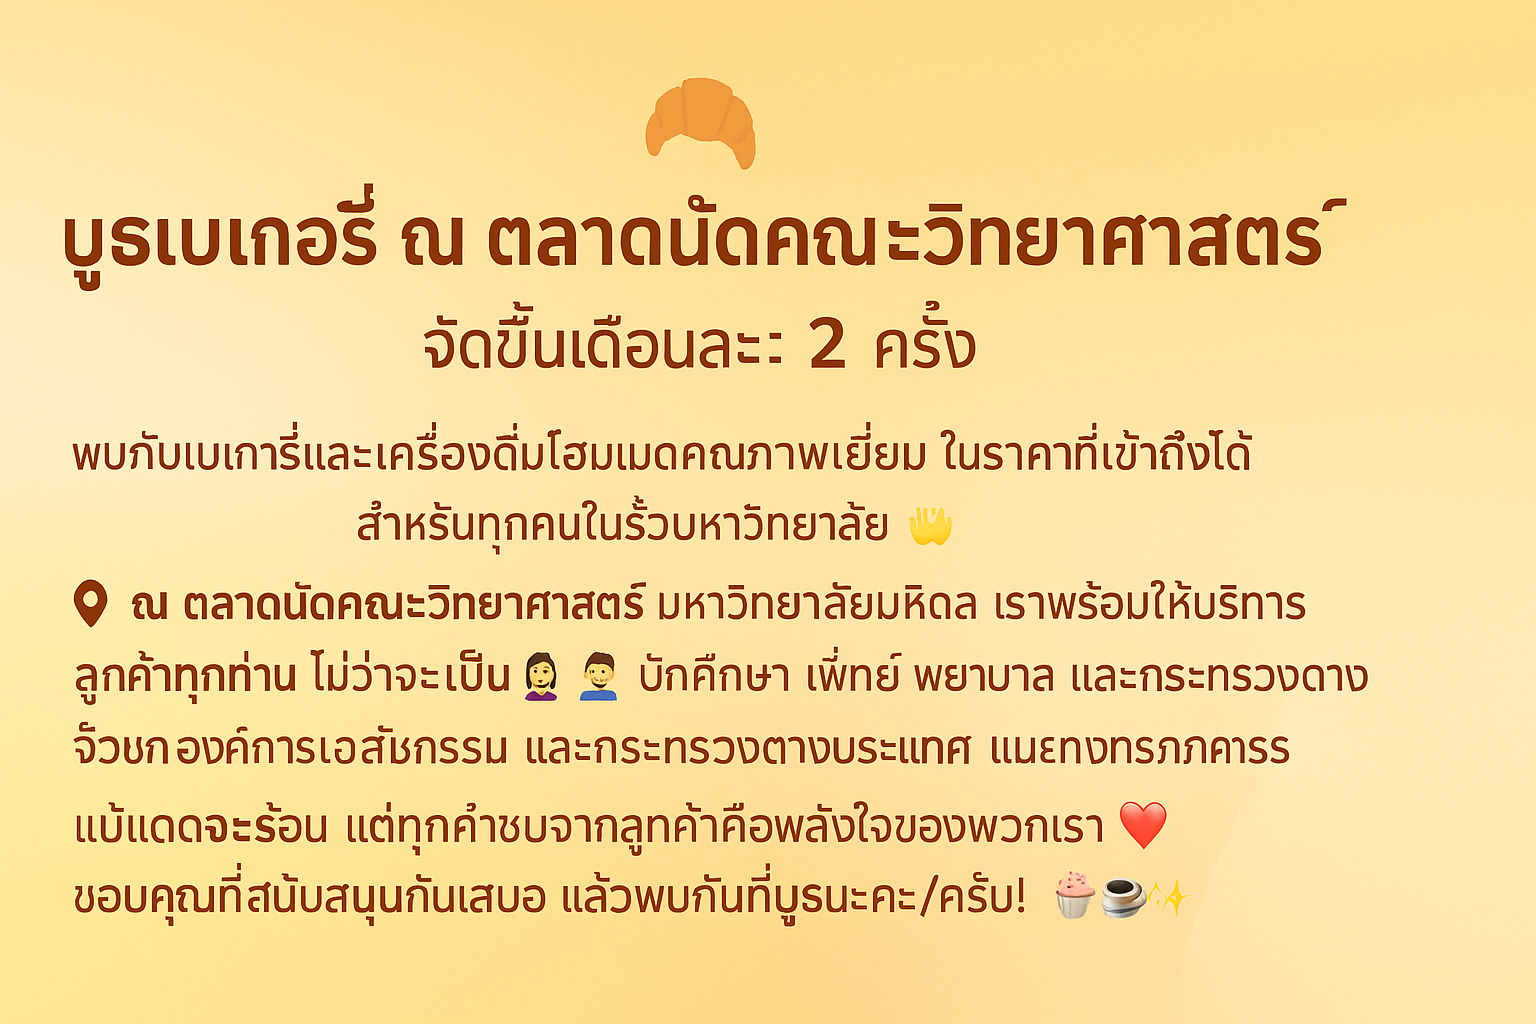 บูธเบเกอรี่ ณ ตลาดนัดคณะวิทยาศาสตร์
จัดขึ้นเดือนละ: 2 ครั้ง
พบกับเบเการี่และเครื่องดื่มโฮมเมดคณภาพเยี่ยม ในราคาที่เข้าถึงได้
สำหรันทุกคนในรั้วบหาวิทยาลัย
ณ ตลาดนัดคณะวิทยาศาสตร์ มหาวิทยาลัยมหิดล เราพร้อมให้บริทาร
ลูกค้าทุกท่าน ไม่ว่าจะเป็น บักศึกษา เพี่ทย์ พยาบาล และกระทรวงดาง
จัวชก องค์การเอสัชกรรม และกระทรวงตางประเเทศ แมะทงทรภภคารร
แบ้แดดจะร้อน แต่ทุกคำชบจากลูทค้าคือพลังใจของพวกเรา
ชอบคุณที่สนับสนุนกันเสบอ แล้วพบกันที่บูธนะคะ/ครับ!